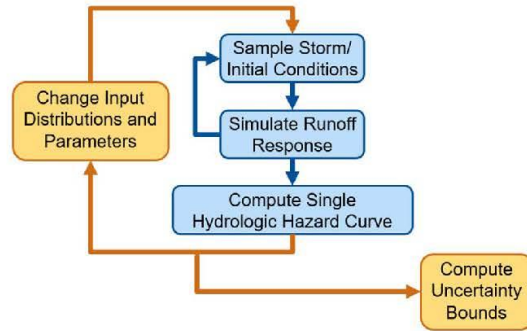 Sample Storm/
Initial Conditions
Change Input
Distributions and
Parameters
Simulate Runoff
Response
Compute Single
Hydrologic Hazard Curve
Compute
Uncertainty
Bounds